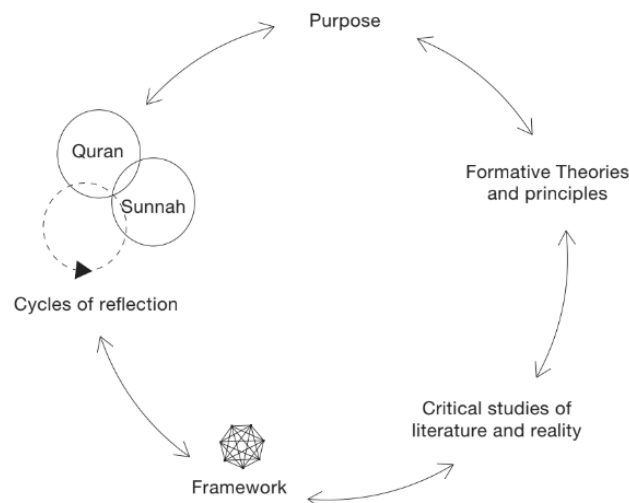 Purpose
Quran
Sunnah
Formative Theories
and principles
Cycles of reflection
Critical studies of
literature and reality
Framework